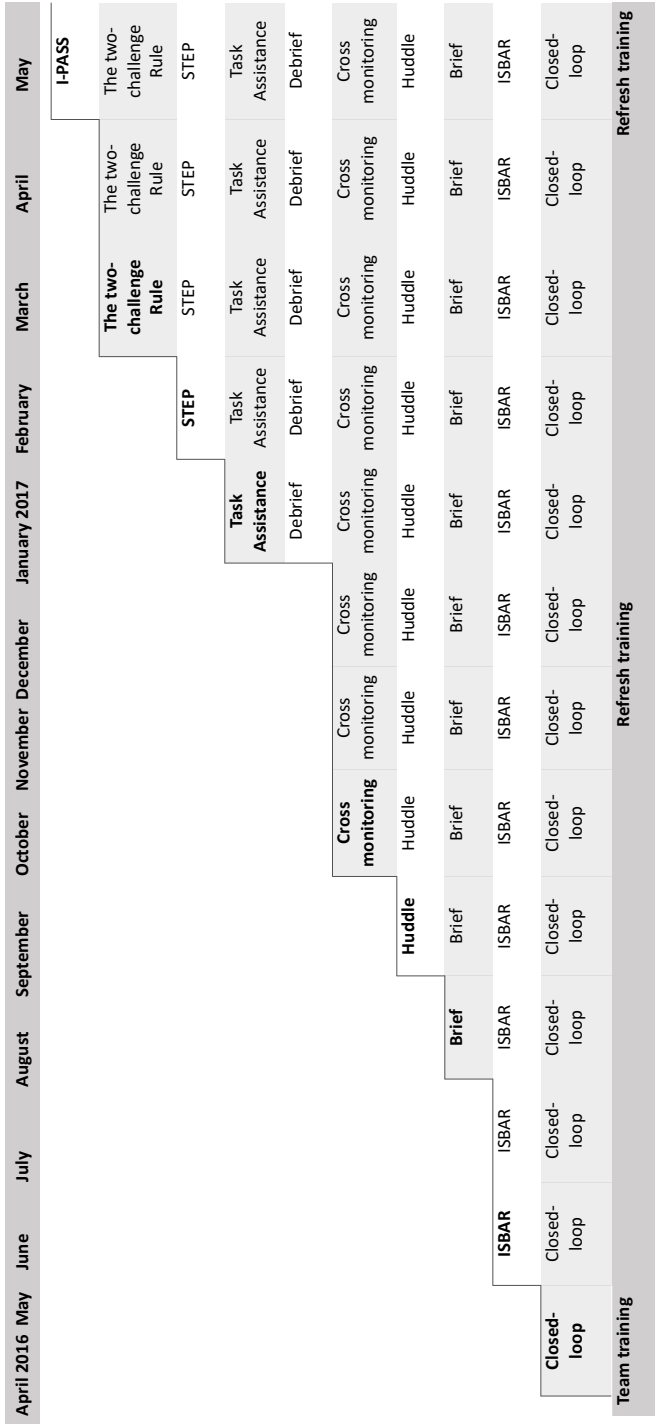 April 2016 May June July August September October November December January 2017 February March April May
I-PASS
The two- The two- The two-
challenge challenge challenge
Rule Rule Rule
STEP STEP STEP STEP
Task Task Task Task Task
Assistance Assistance Assistance Assistance Assistance
Debrief Debrief Debrief Debrief Debrief
Cross Cross Cross Cross Cross Cross Cross Cross
monitoring monitoring monitoring monitoring monitoring monitoring monitoring monitoring
Huddle Huddle Huddle Huddle Huddle Huddle Huddle Huddle Huddle
Brief Brief Brief Brief Brief Brief Brief Brief Brief Brief
ISBAR ISBAR ISBAR ISBAR ISBAR ISBAR ISBAR ISBAR ISBAR ISBAR ISBAR ISBAR
Closed- Closed- Closed- Closed- Closed- Closed- Closed- Closed- Closed- Closed- Closed- Closed- Closed-
loop loop loop loop loop loop loop loop loop loop loop loop loop
Team training Refresh training Refresh training